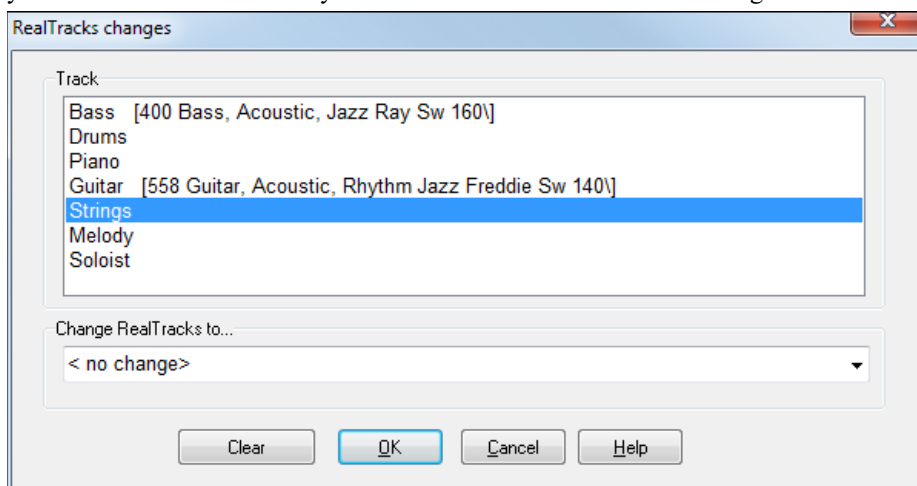 RealTracks changes
Track
Bass [400 Bass, Acoustic, Jazz Ray Sw 160\]
Drums
Piano
Guitar [558 Guitar, Acoustic, Rhythm Jazz Freddie Sw 140\]
Strings
Melody
Soloist
Change RealTracks to...
< no change>
Clear OK Cancel Help